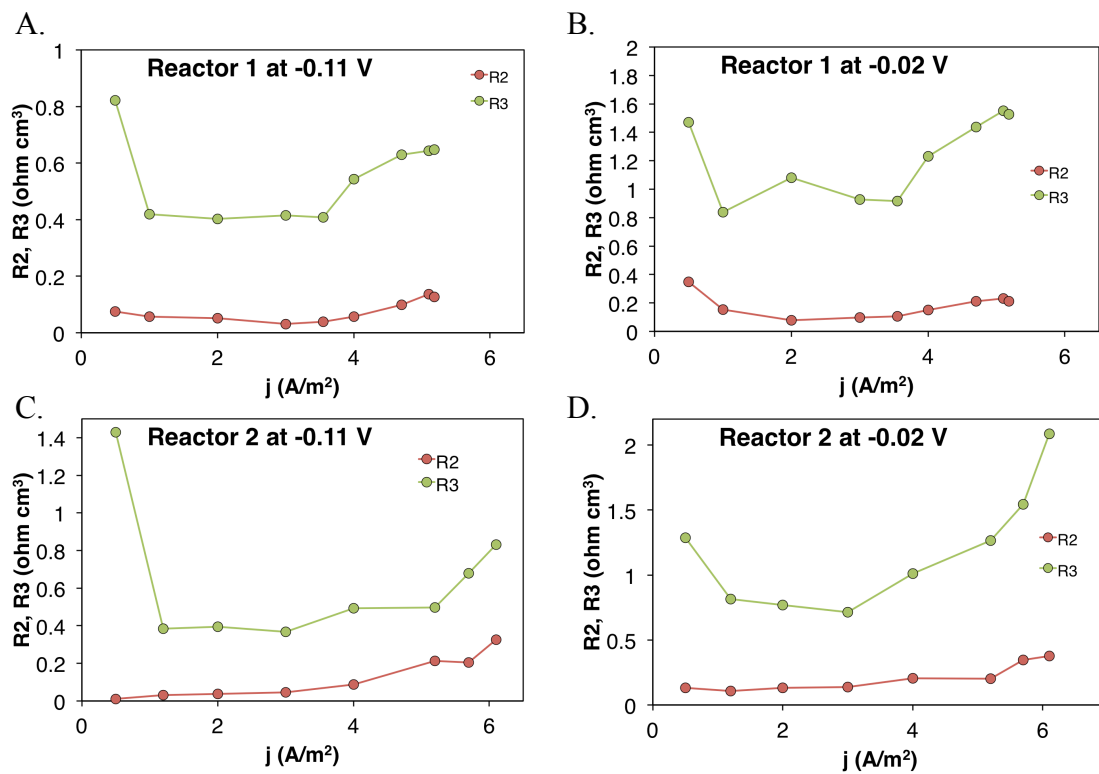 A.
Reactor 1 at -0.11 V
R2
R3
1
0.8
0.6
0.4
0.2
0
R2, R3 (ohm cm³)
0 2 4 6
j (A/m²)
B.
Reactor 1 at -0.02 V
R2
R3
2
1.8
1.6
1.4
1.2
1
0.8
0.6
0.4
0.2
0
R2, R3 (ohm cm³)
0 2 4 6
j (A/m²)
C.
Reactor 2 at -0.11 V
R2
R3
1.4
1.2
1
0.8
0.6
0.4
0.2
0
R2, R3 (ohm cm³)
0 2 4 6
j (A/m²)
D.
Reactor 2 at -0.02 V
R2
R3
2
1.5
1
0.5
0
R2, R3 (ohm cm³)
0 2 4 6
j (A/m²)